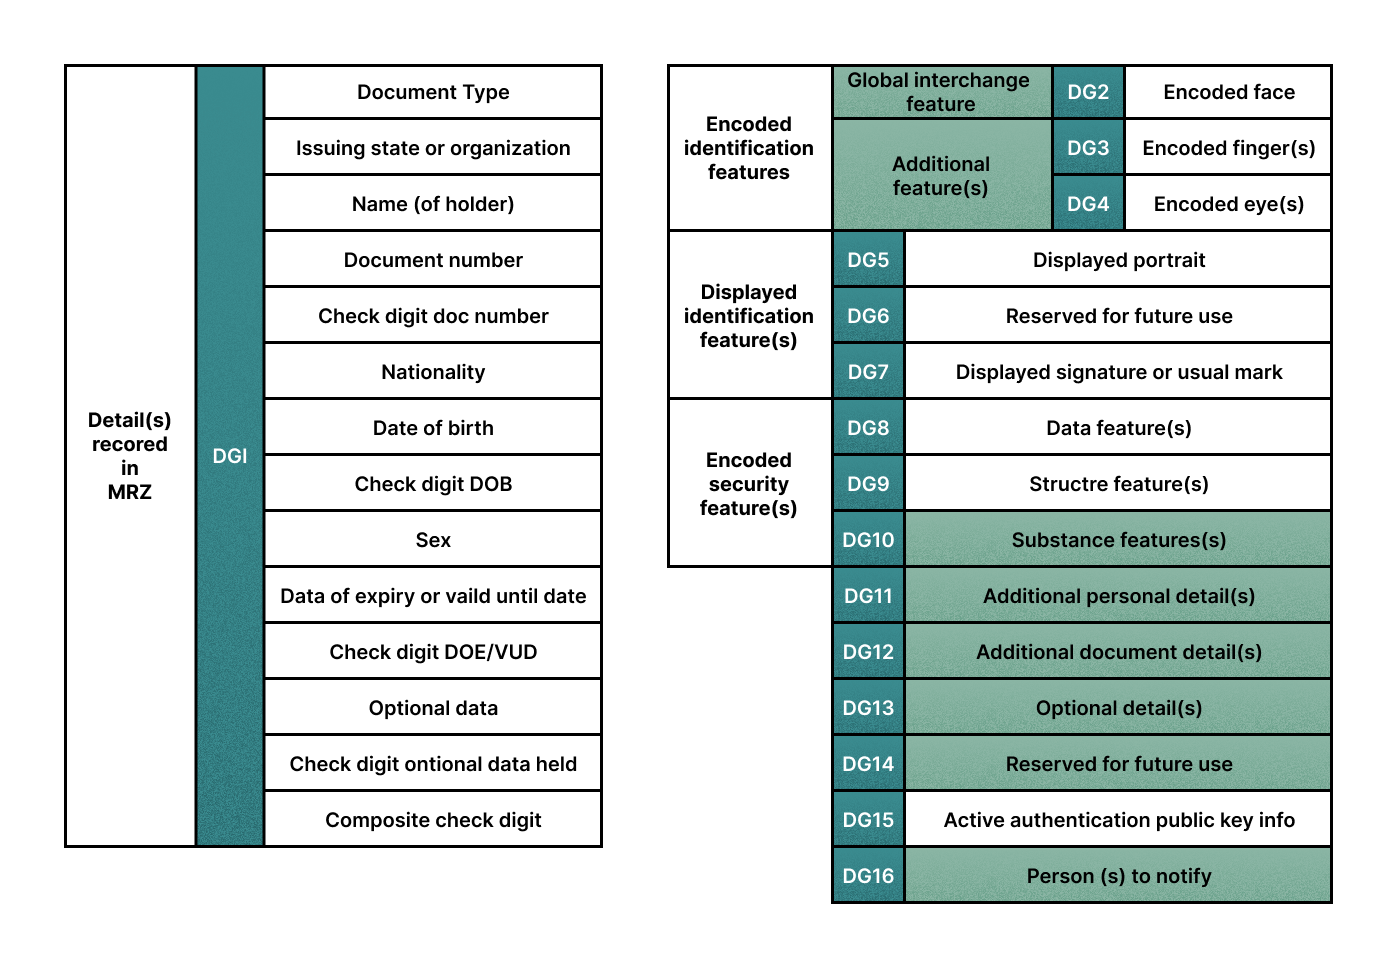 Detail(s)
recored
in
MRZ
DGI
Document Type
Issuing state or organization
Name (of holder)
Document number
Check digit doc number
Nationality
Date of birth
Check digit DOB
Sex
Data of expiry or vaild until date
Check digit DOE/VUD
Optional data
Check digit ontional data held
Composite check digit
Encoded
identification
features
Global interchange
feature
DG2
Encoded face
Additional
feature(s)
DG3
Encoded finger(s)
DG4
Encoded eye(s)
Displayed
identification
feature(s)
DG5
Displayed portrait
DG6
Reserved for future use
DG7
Displayed signature or usual mark
Encoded
security
feature(s)
DG8
Data feature(s)
DG9
Structre feature(s)
DG10
Substance features(s)
DG11
Additional personal detail(s)
DG12
Additional document detail(s)
DG13
Optional detail(s)
DG14
Reserved for future use
DG15
Active authentication public key info
DG16
Person (s) to notify